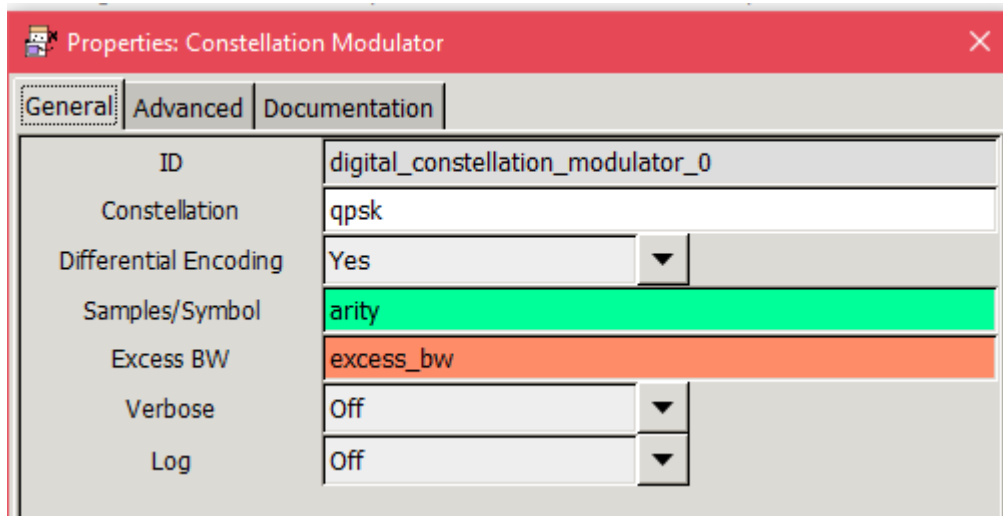 Properties: Constellation Modulator
General Advanced Documentation
ID digital_constellation_modulator_0
Constellation qpsk
Differential Encoding Yes
Samples/Symbol arity
Excess BW excess_bw
Verbose Off
Log Off